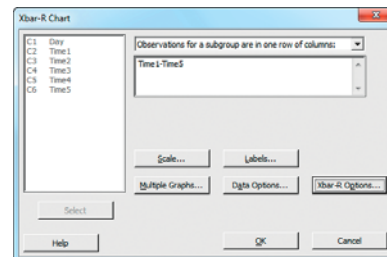 Xbar-R Chart
C1 Day
C2 Time1
C3 Time2
C4 Time3
C5 Time4
C6 Time5
Observations for a subgroup are in one row of columns:
Time1-Time5
Scale...
Labels...
Multiple Graphs...
Data Options...
Xbar-R Options...
Select
Help
OK
Cancel